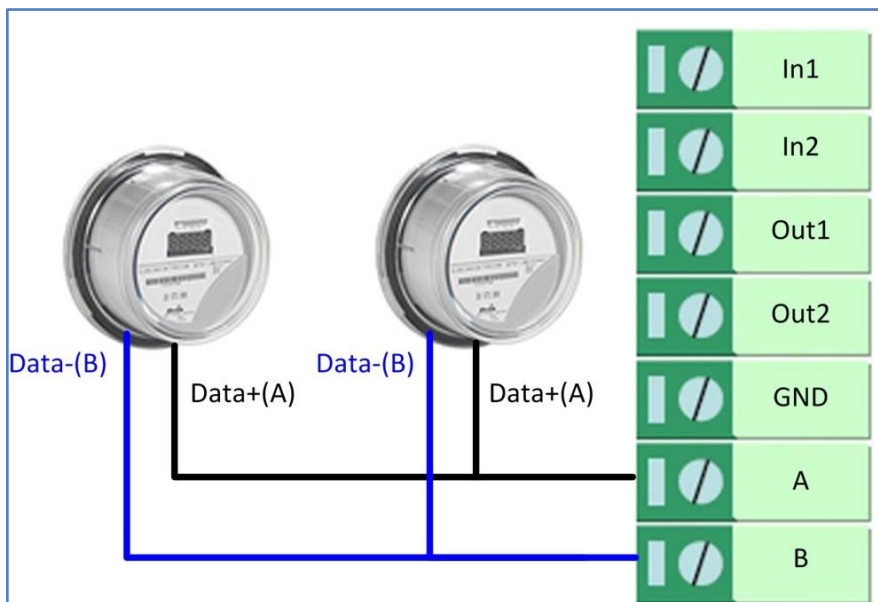 In1
In2
Out1
Out2
GND
A
B
Data-(B)
Data+(A)
Data-(B)
Data+(A)